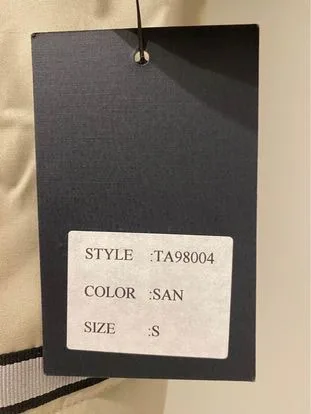 STYLE :TA98004
COLOR :SAN
SIZE :S